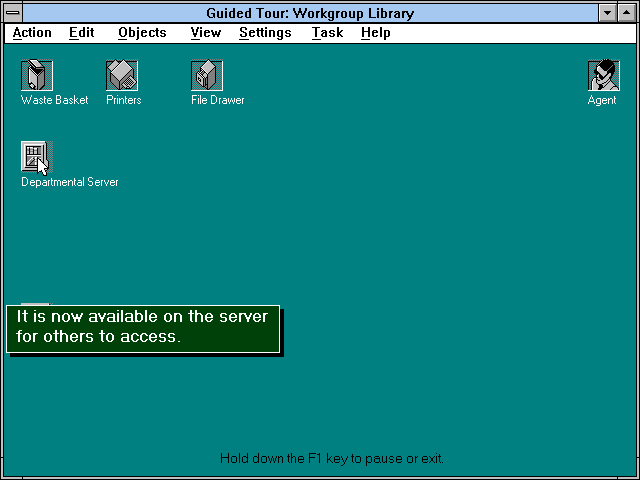 Guided Tour: Workgroup Library
Action Edit Objects View Settings Task Help
Waste Basket Printers File Drawer Agent
Departmental Server
It is now available on the server
for others to access.
Hold down the F1 key to pause or exit.